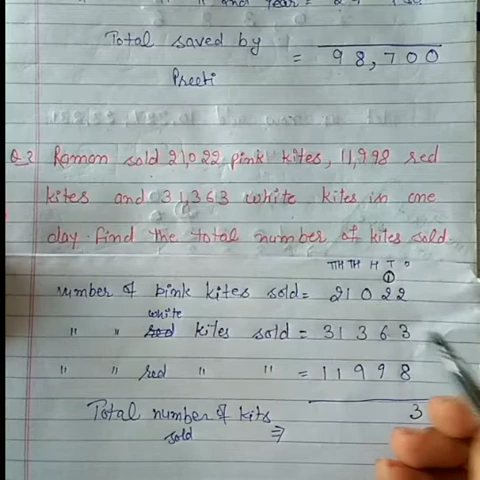 Total saved by = 98,700
Preeti
Q.2 Raman sold 21,022 pink kites, 11,998 red
kites and 31,363 white kites in one
day. Find the total number of kites sold.
TTH TH H T O
1
number of pink kites sold = 21022
white
" " red kites sold = 31363
" " red " " = 11998
Total number of kits 3
sold ⇒